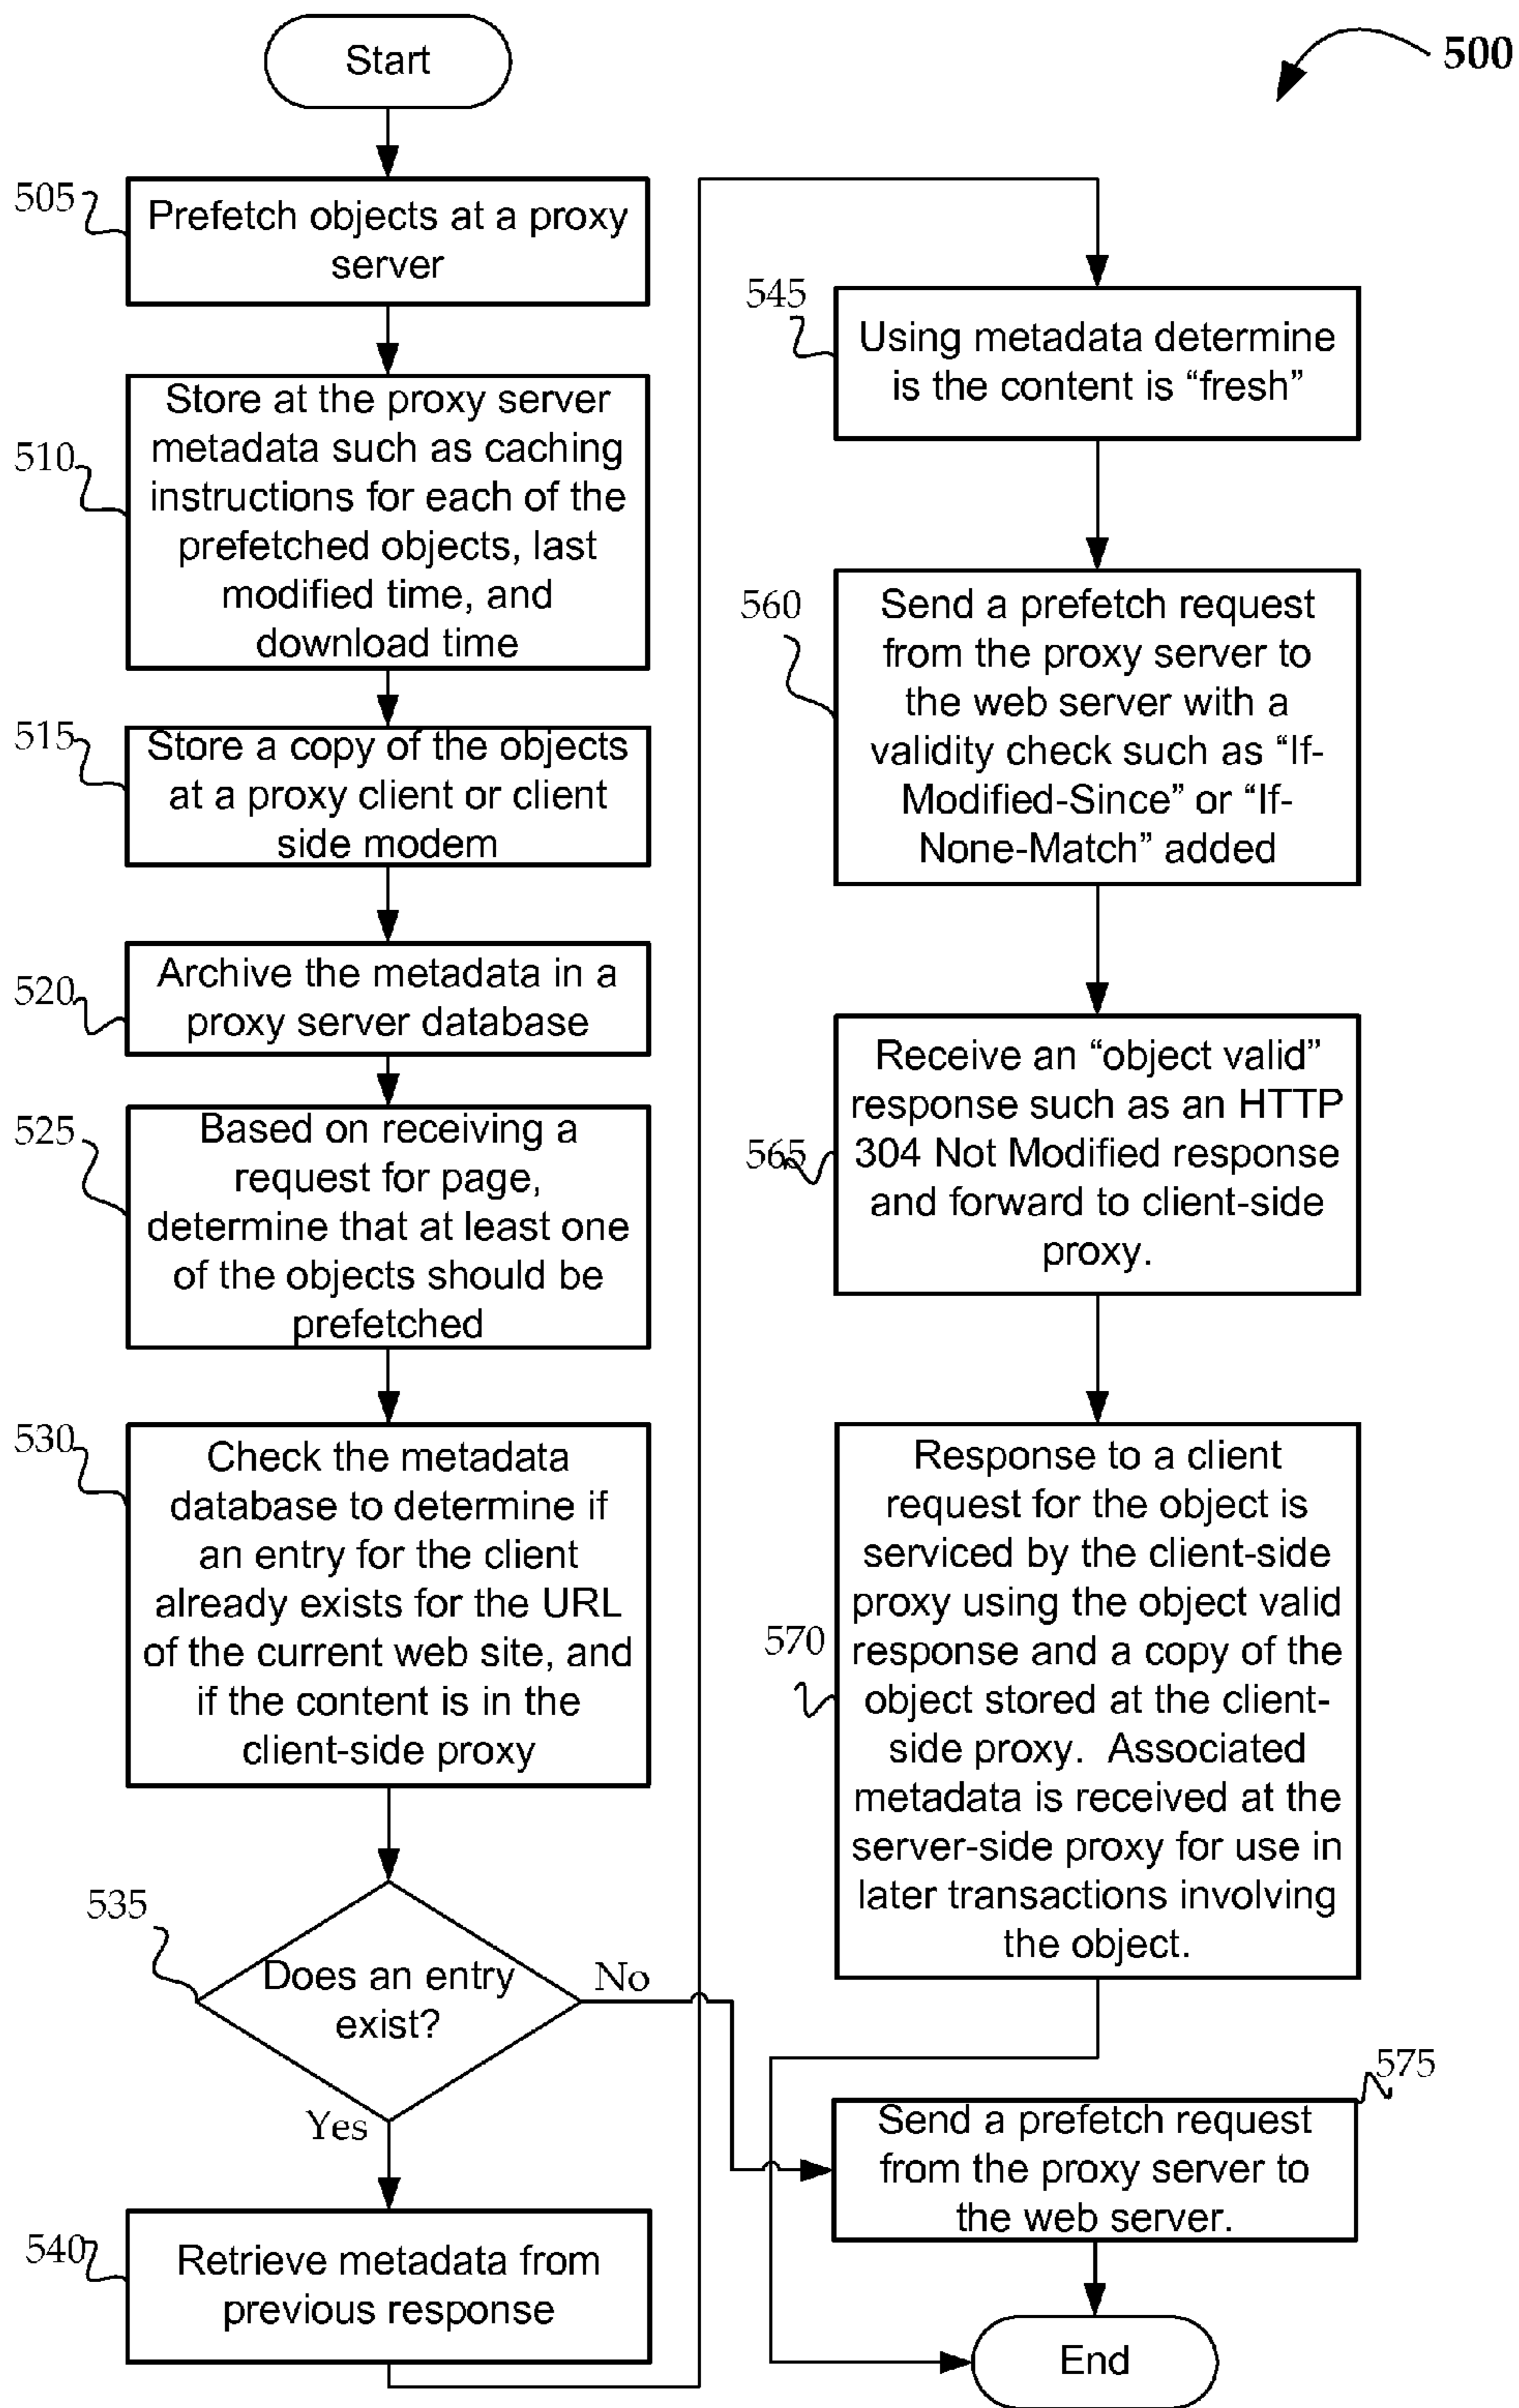 Start
500
505
Prefetch objects at a proxy
server
510
Store at the proxy server
metadata such as caching
instructions for each of the
prefetched objects, last
modified time, and
download time
515
Store a copy of the objects
at a proxy client or client
side modem
520
Archive the metadata in a
proxy server database
525
Based on receiving a
request for page,
determine that at least one
of the objects should be
prefetched
530
Check the metadata
database to determine if
an entry for the client
already exists for the URL
of the current web site, and
if the content is in the
client-side proxy
535
Does an entry
exist?
No
Yes
540
Retrieve metadata from
previous response
545
Using metadata determine
is the content is “fresh”
560
Send a prefetch request
from the proxy server to
the web server with a
validity check such as “If-
Modified-Since” or “If-
None-Match” added
565
Receive an “object valid”
response such as an HTTP
304 Not Modified response
and forward to client-side
proxy.
570
Response to a client
request for the object is
serviced by the client-side
proxy using the object valid
response and a copy of the
object stored at the client-
side proxy.  Associated
metadata is received at the
server-side proxy for use in
later transactions involving
the object.
575
Send a prefetch request
from the proxy server to
the web server.
End